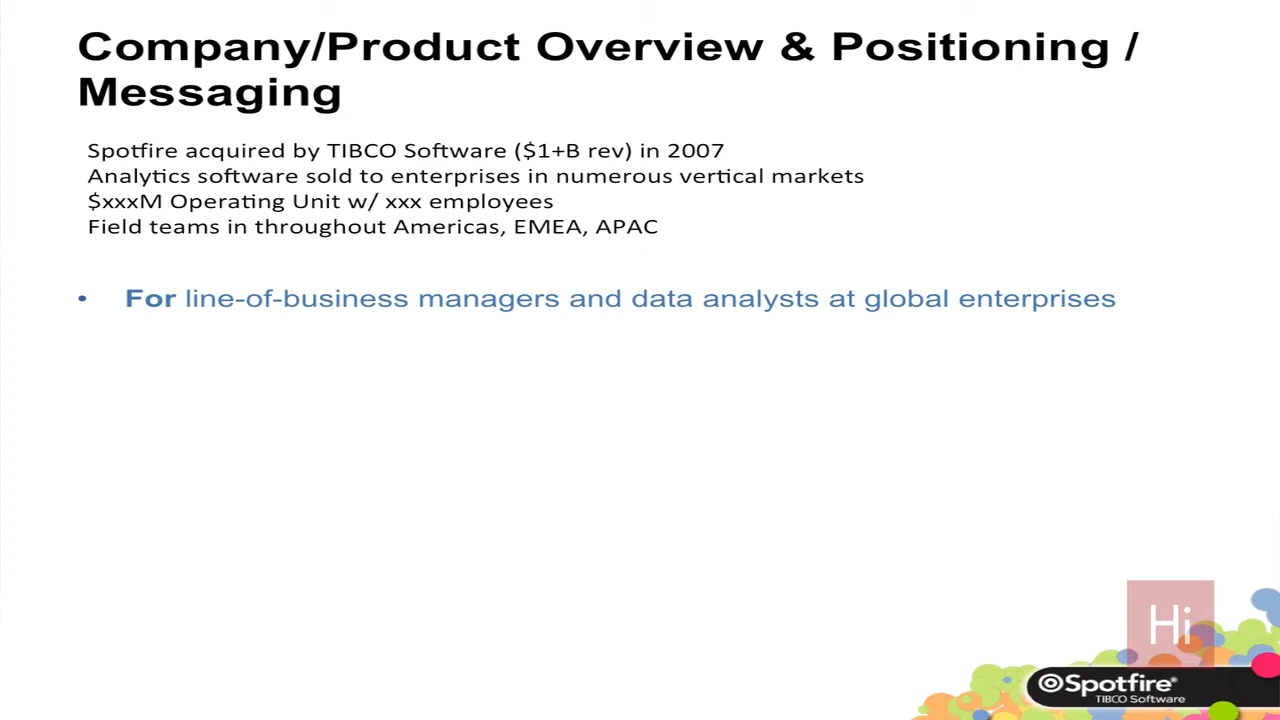 Company/Product Overview & Positioning /
Messaging
Spotfire acquired by TIBCO Software ($1+B rev) in 2007
Analytics software sold to enterprises in numerous vertical markets
$xxxM Operating Unit w/ xxx employees
Field teams in throughout Americas, EMEA, APAC
• For line-of-business managers and data analysts at global enterprises
Hi
Spotfire®
TIBCO Software